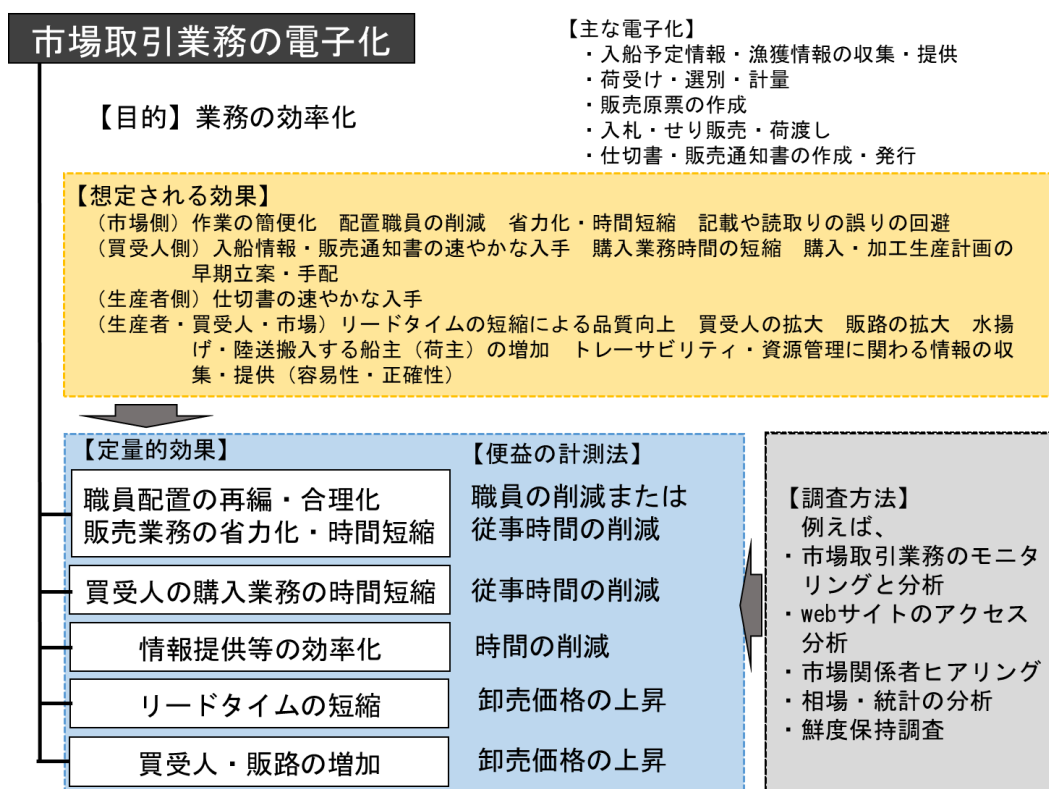 市場取引業務の電子化
【目的】業務の効率化
【主な電子化】
・入船予定情報・漁獲情報の収集・提供
・荷受け・選別・計量
・販売原票の作成
・入札・せり販売・荷渡し
・仕切書・販売通知書の作成・発行
【想定される効果】
（市場側）作業の簡便化　配置職員の削減　省力化・時間短縮　記載や読取りの誤りの回避
（買受人側）入船情報・販売通知書の速やかな入手　購入業務時間の短縮　購入・加工生産計画の
早期立案・手配
（生産者側）仕切書の速やかな入手
（生産者・買受人・市場）リードタイムの短縮による品質向上　買受人の拡大　販路の拡大　水揚
げ・陸送搬入する船主（荷主）の増加　トレーサビリティ・資源管理に関わる情報の収
集・提供（容易性・正確性）
【定量的効果】
職員配置の再編・合理化
販売業務の省力化・時間短縮
買受人の購入業務の時間短縮
情報提供等の効率化
リードタイムの短縮
買受人・販路の増加
【便益の計測法】
職員の削減または
従事時間の削減
従事時間の削減
時間の削減
卸売価格の上昇
卸売価格の上昇
【調査方法】
例えば、
・市場取引業務のモニタ
リングと分析
・webサイトのアクセス
分析
・市場関係者ヒアリング
・相場・統計の分析
・鮮度保持調査